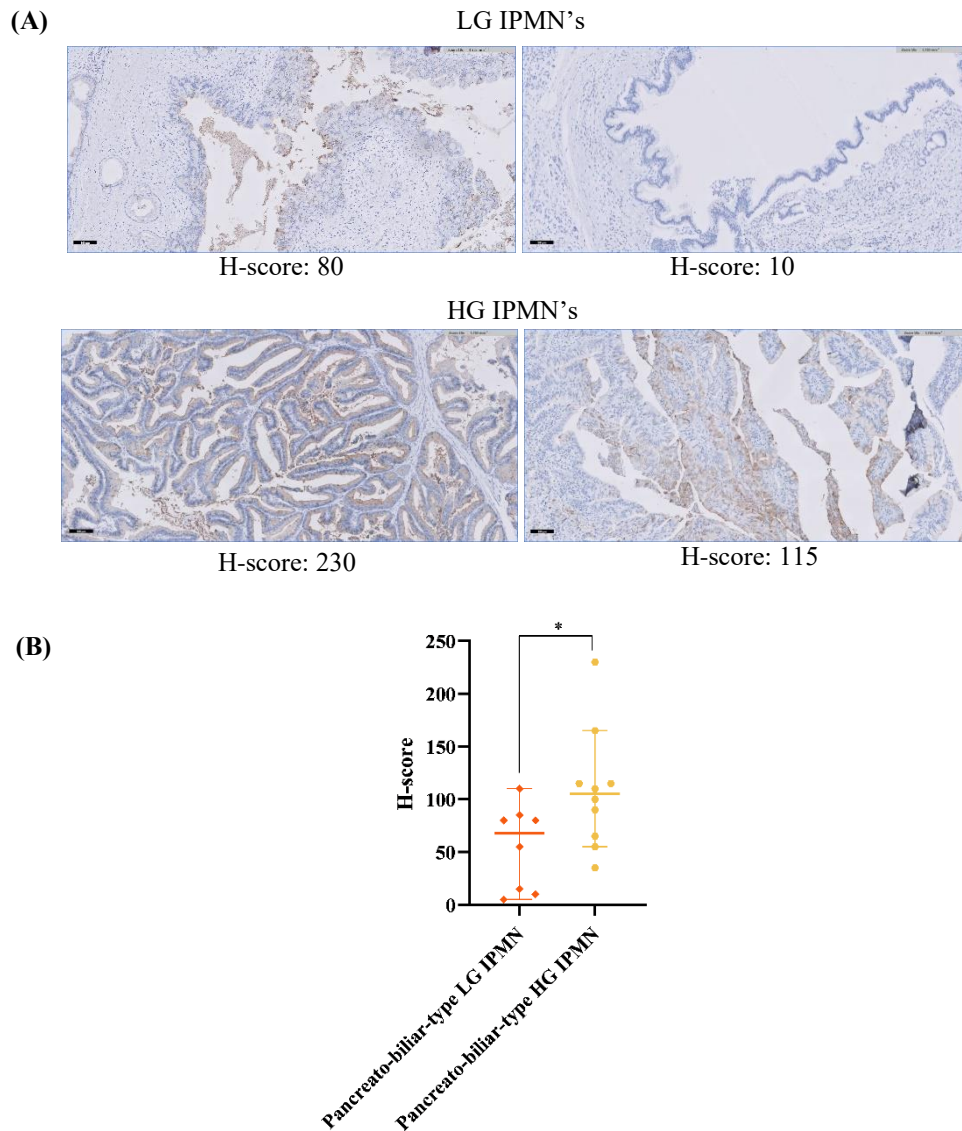 (A)
LG IPMN's
H-score: 80
H-score: 10
HG IPMN's
H-score: 230
H-score: 115
(B)
*
250
200
150
100
50
0
H-score
Pancreato-biliar-type LG IPMN
Pancreato-biliar-type HG IPMN